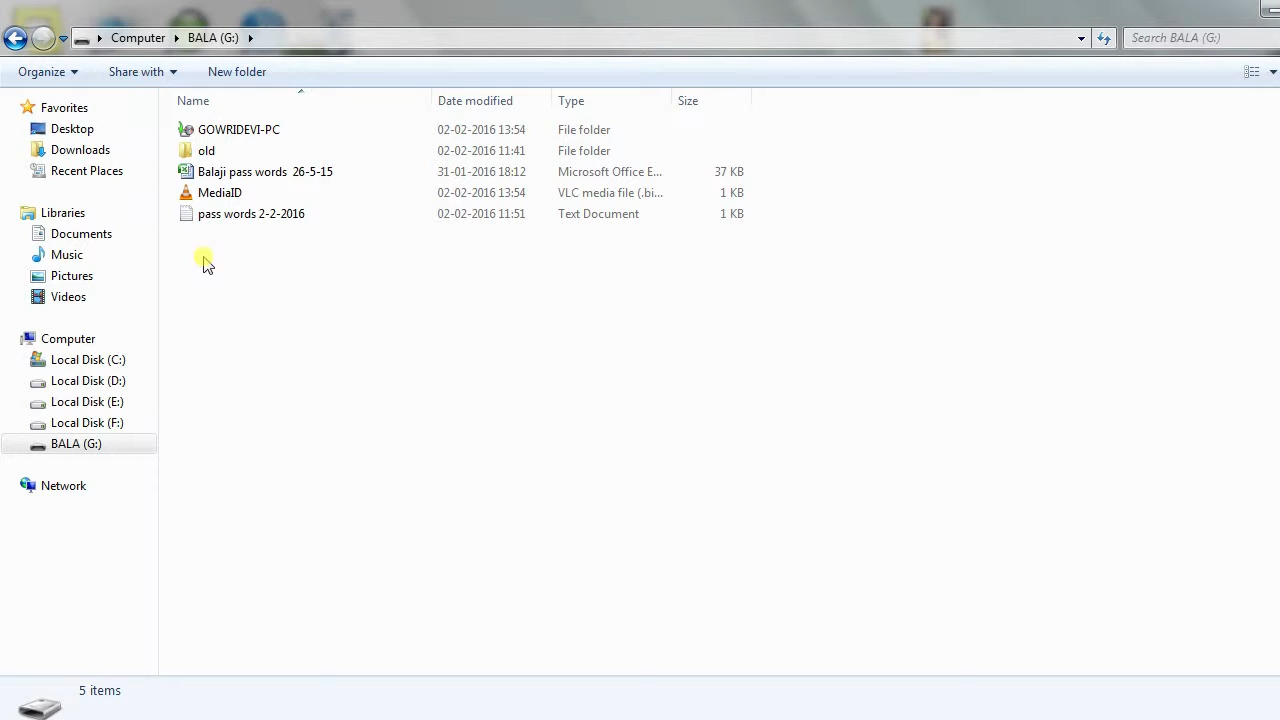 Computer BALA (G:) Search BALA (G:)
Organize Share with New folder
Name Date modified Type Size
Favorites
Desktop
Downloads
Recent Places
Libraries
Documents
Music
Pictures
Videos
Computer
Local Disk (C:)
Local Disk (D:)
Local Disk (E:)
Local Disk (F:)
BALA (G:)
Network
GOWRIDEVI-PC 02-02-2016 13:54 File folder
old 02-02-2016 11:41 File folder
Balaji pass words 26-5-15 31-01-2016 18:12 Microsoft Office E... 37 KB
MediaID 02-02-2016 13:54 VLC media file (.bi... 1 KB
pass words 2-2-2016 02-02-2016 11:51 Text Document 1 KB
5 items